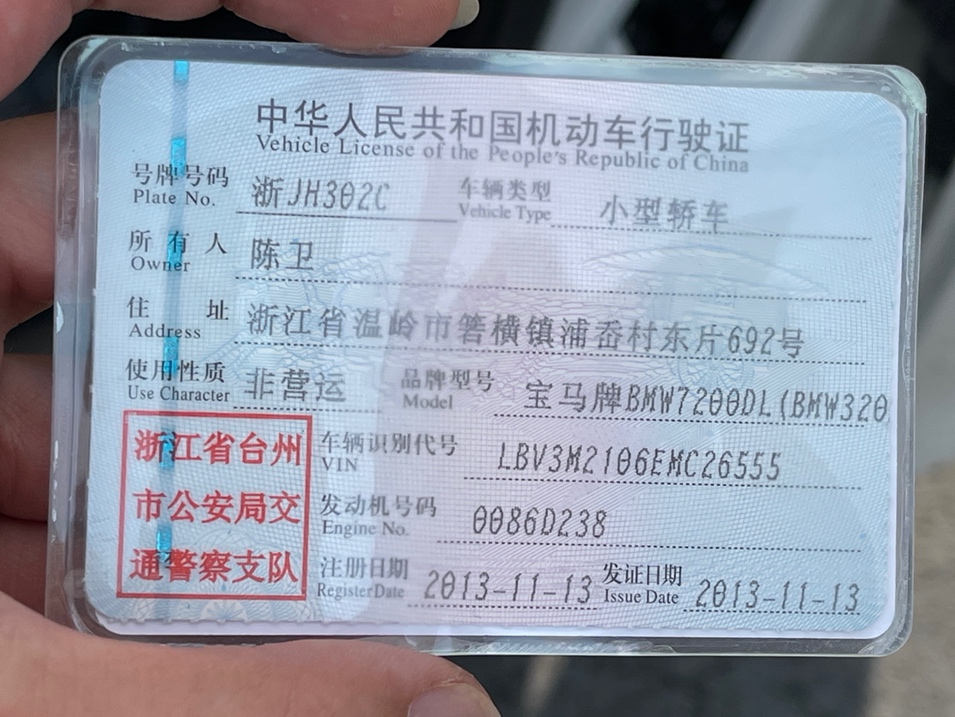 中华人民共和国机动车行驶证
Vehicle License of the People's Republic of China
号牌号码 浙JH302C 车辆类型 小型轿车
Plate No. Vehicle Type
所有人 陈卫
Owner
住址 浙江省温岭市箬横镇浦岙村东片692号
Address
使用性质 非营运 品牌型号 宝马牌BMW7200DL(BMW320
Use Character Model
浙江省台州
市公安局交
通警察支队
车辆识别代号 LBV3M2106EMC26555
VIN
发动机号码 0086D238
Engine No.
注册日期 2013-11-13 发证日期 2013-11-13
Register Date Issue Date